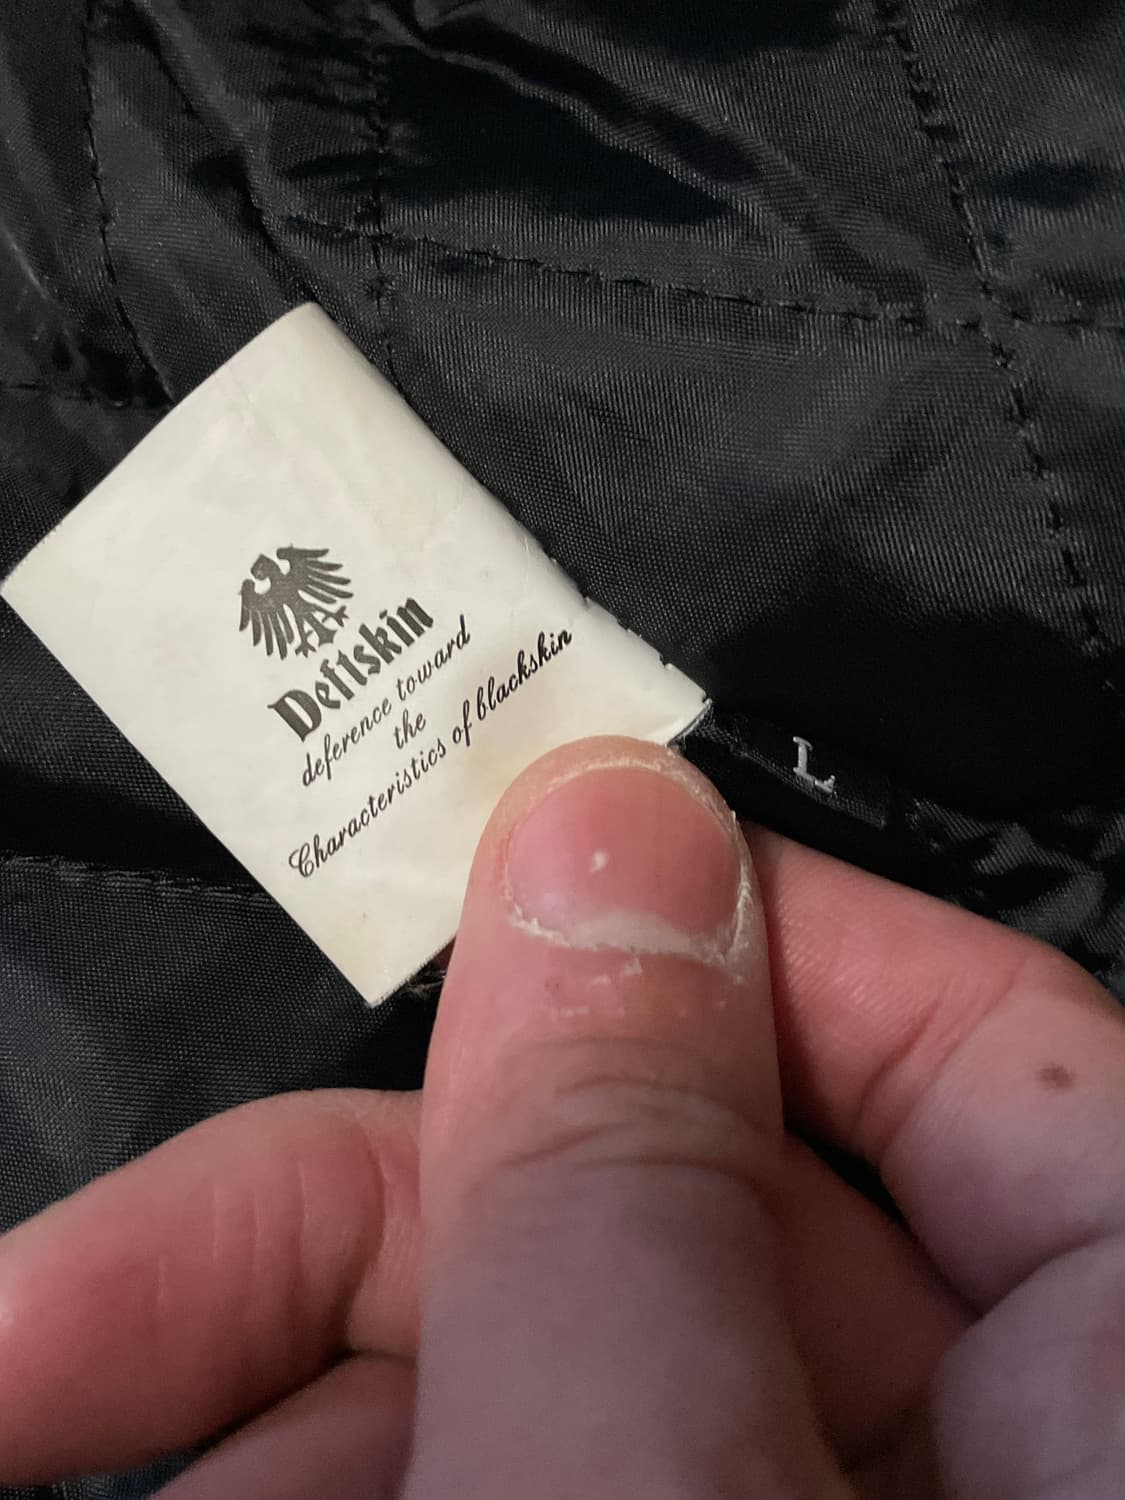 Deftskin
deference toward
the
Characteristics of blackskin
L